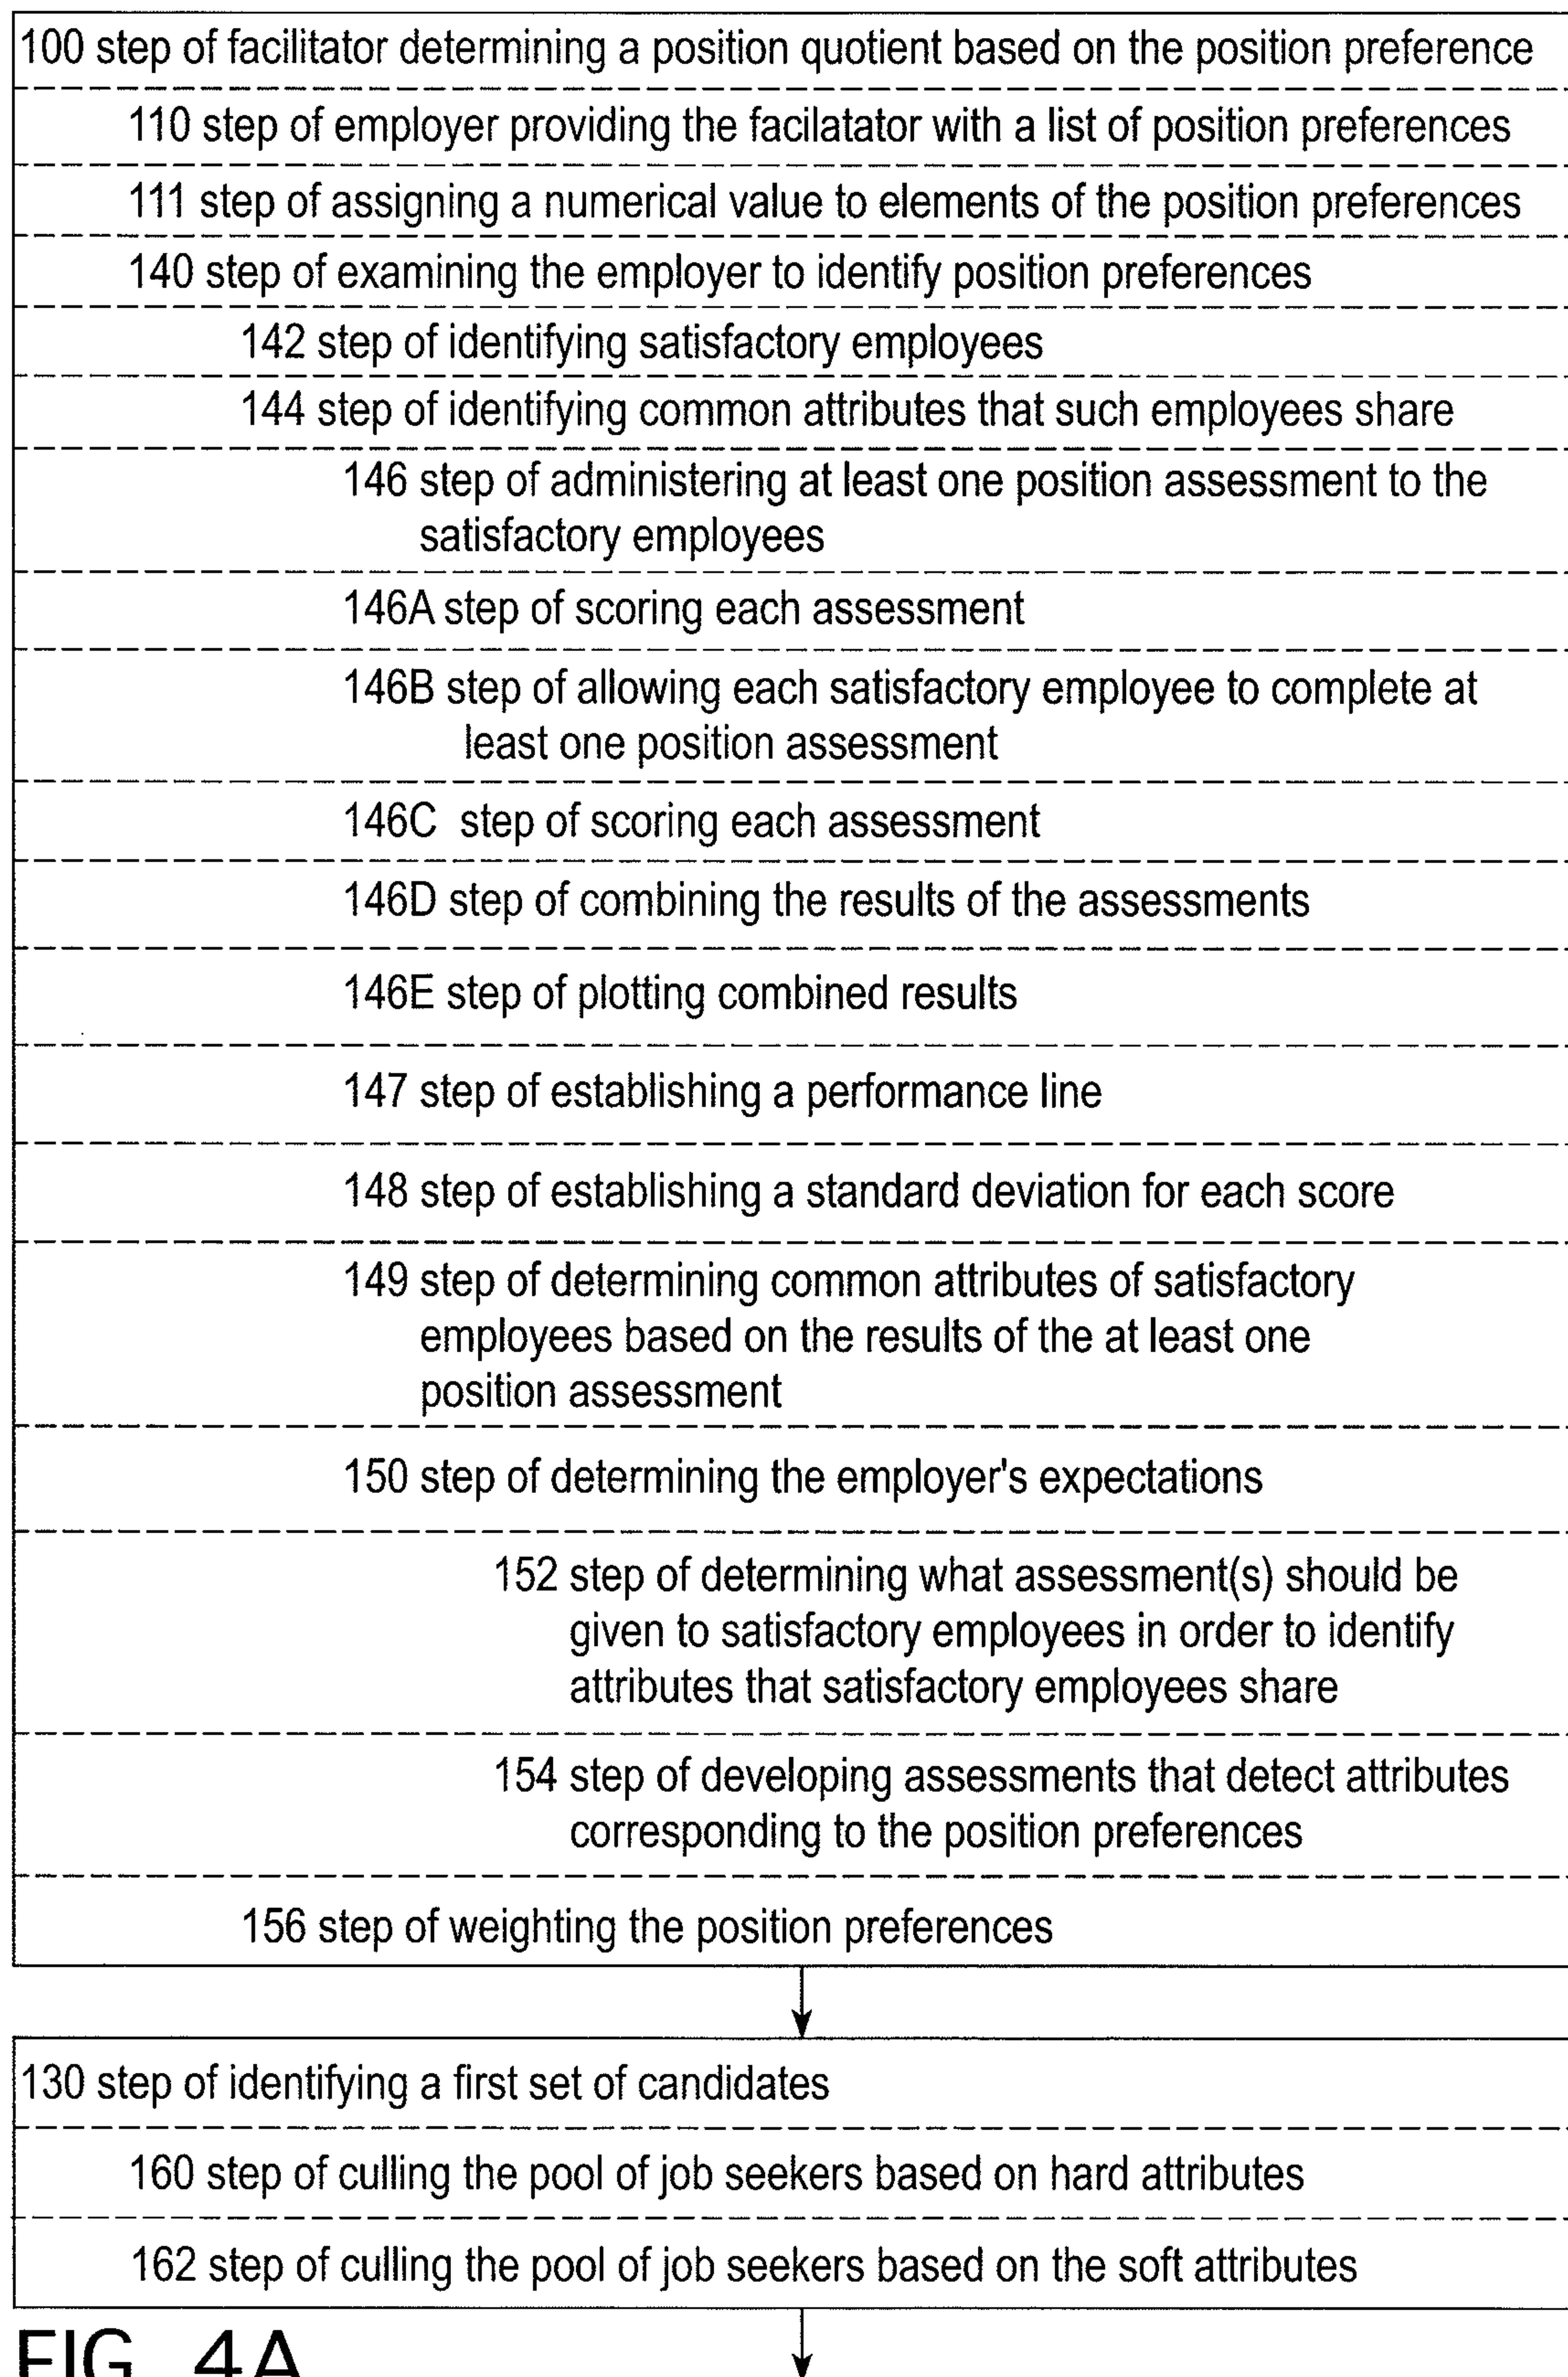 100 step of facilitator determining a position quotient based on the position preference
110 step of employer providing the facilatator with a list of position preferences
111 step of assigning a numerical value to elements of the position preferences
140 step of examining the employer to identify position preferences
142 step of identifying satisfactory employees
144 step of identifying common attributes that such employees share
146 step of administering at least one position assessment to the
satisfactory employees
146A step of scoring each assessment
146B step of allowing each satisfactory employee to complete at
least one position assessment
146C step of scoring each assessment
146D step of combining the results of the assessments
146E step of plotting combined results
147 step of establishing a performance line
148 step of establishing a standard deviation for each score
149 step of determining common attributes of satisfactory
employees based on the results of the at least one
position assessment
150 step of determining the employer's expectations
152 step of determining what assessment(s) should be
given to satisfactory employees in order to identify
attributes that satisfactory employees share
154 step of developing assessments that detect attributes
corresponding to the position preferences
156 step of weighting the position preferences
130 step of identifying a first set of candidates
160 step of culling the pool of job seekers based on hard attributes
162 step of culling the pool of job seekers based on the soft attributes
FIG. 4A